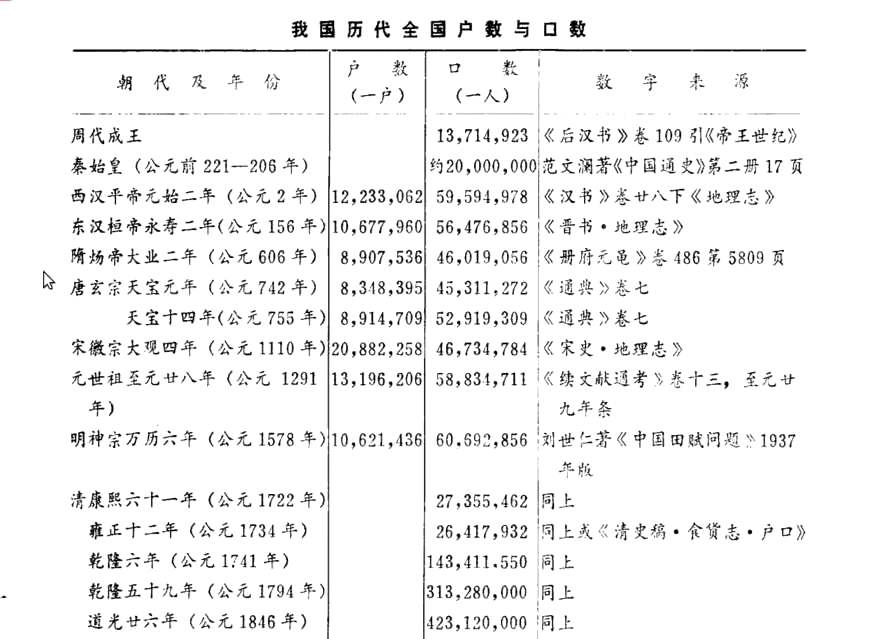 我国历代全国户数与口数
朝代及年份 户数（一户） 口数（一人） 数字来源
周代成王 13,714,923 《后汉书》卷109引《帝王世纪》
秦始皇（公元前221—206年） 约20,000,000 范文澜著《中国通史》第二册17页
西汉平帝元始二年（公元2年） 12,233,062 59,594,978 《汉书》卷廿八下《地理志》
东汉桓帝永寿二年(公元156年) 10,677,960 56,476,856 《晋书·地理志》
隋炀帝大业二年（公元606年） 8,907,536 46,019,056 《册府元龟》卷486第5809页
唐玄宗天宝元年（公元742年） 8,348,395 45,311,272 《通典》卷七
天宝十四年(公元755年) 8,914,709 52,919,309 《通典》卷七
宋徽宗大观四年（公元1110年) 20,882,258 46,734,784 《宋史·地理志》
元世祖至元廿八年（公元1291 13,196,206 58,834,711 《续文献通考》卷十三，至元廿
年） 九年条
明神宗万历六年（公元1578年） 10,621,436 60.692,856 刘世仁著《中国田赋问题》1937
年版
清康熙六十一年（公元1722年） 27,355,462 同上
雍正十二年（公元1734年） 26,417,932 同上或《清史稿·食货志·户口》
乾隆六年（公元1741年） 143,411.550 同上
乾隆五十九年（公元1794年） 313,280,000 同上
道光廿六年（公元1846年） 423,120,000 同上